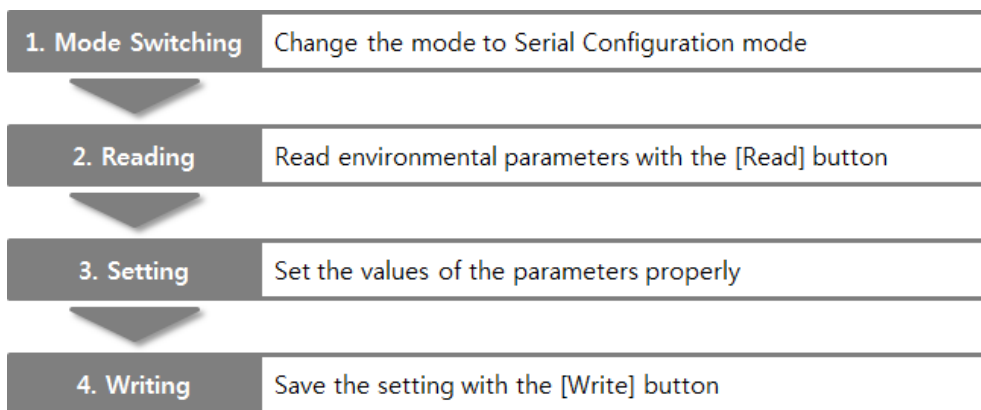 1. Mode Switching Change the mode to Serial Configuration mode
2. Reading Read environmental parameters with the [Read] button
3. Setting Set the values of the parameters properly
4. Writing Save the setting with the [Write] button